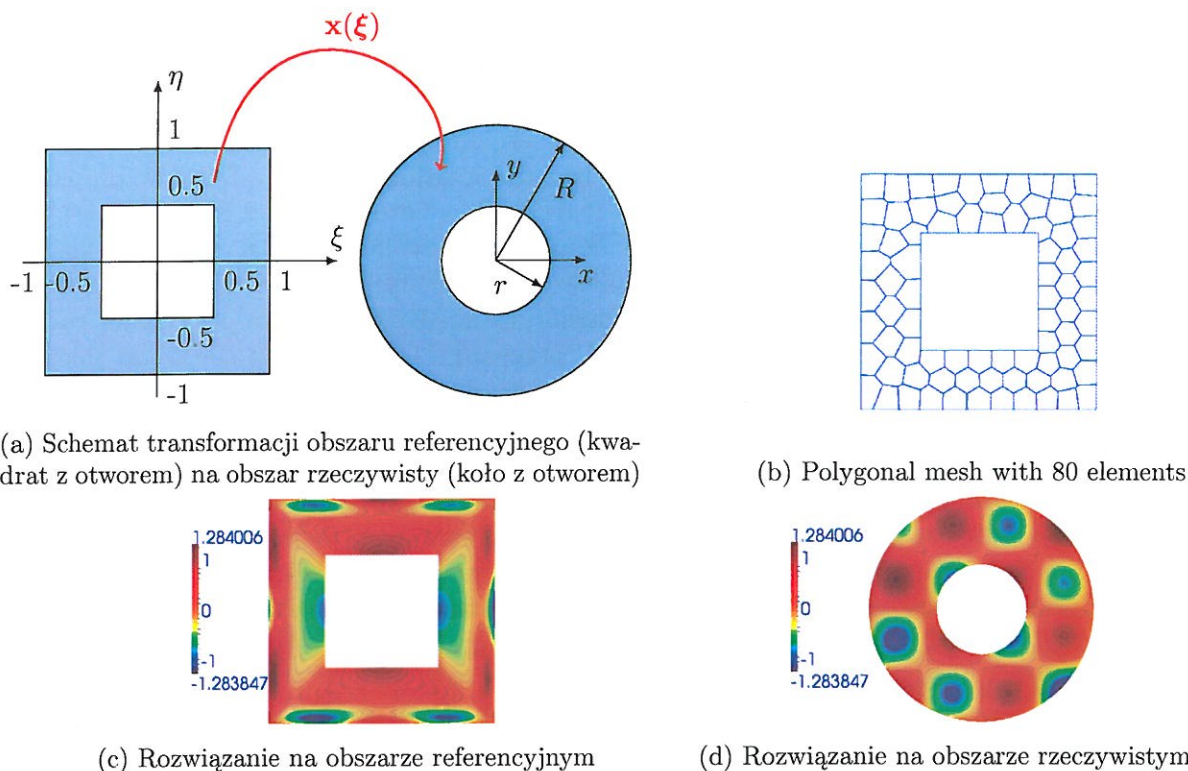 x(ξ)
η
1
0.5
ξ
-1
-0.5
0.5
1
-0.5
-1
y
R
r
x
(a) Schemat transformacji obszaru referencyjnego (kwa-
drat z otworem) na obszar rzeczywisty (koło z otworem)
(b) Polygonal mesh with 80 elements
1.284006
1
0
-1
-1.283847
(c) Rozwiązanie na obszarze referencyjnym
1.284006
1
0
-1
-1.283847
(d) Rozwiązanie na obszarze rzeczywistym